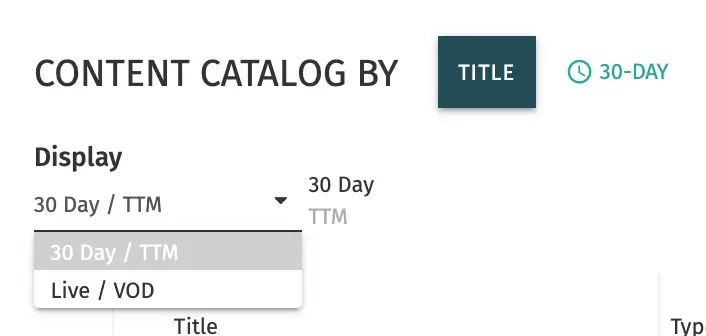 CONTENT CATALOG BY TITLE 30-DAY
Display
30 Day / TTM
30 Day
TTM
30 Day / TTM
Live / VOD
Title